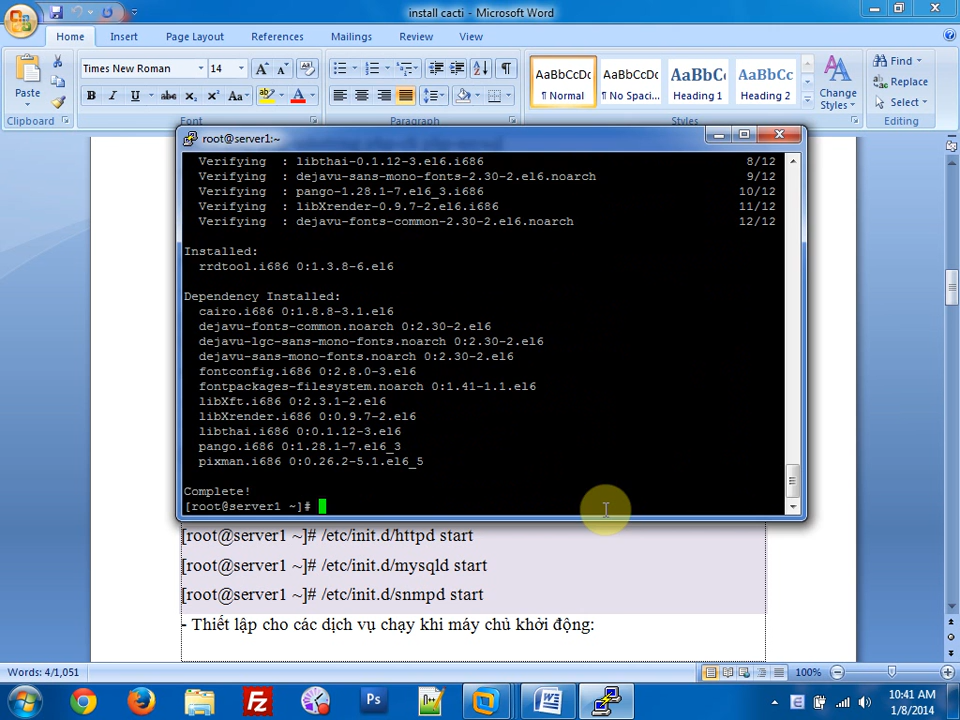 install cacti - Microsoft Word
Home Insert Page Layout References Mailings Review View
Times New Roman 14
Paste
B I U abc x₂ x² Aa A
Clipboard Font Paragraph Styles Editing
AaBbCcDc AaBbCcDc AaBbCc AaBbCc
¶ Normal ¶ No Spaci... Heading 1 Heading 2
Change Styles
Find
Replace
Select
root@server1:~
Verifying : libthai-0.1.12-3.el6.i686 8/12
Verifying : dejavu-sans-mono-fonts-2.30-2.el6.noarch 9/12
Verifying : pango-1.28.1-7.el6_3.i686 10/12
Verifying : libXrender-0.9.7-2.el6.i686 11/12
Verifying : dejavu-fonts-common-2.30-2.el6.noarch 12/12
Installed:
rrdtool.i686 0:1.3.8-6.el6
Dependency Installed:
cairo.i686 0:1.8.8-3.1.el6
dejavu-fonts-common.noarch 0:2.30-2.el6
dejavu-lgc-sans-mono-fonts.noarch 0:2.30-2.el6
dejavu-sans-mono-fonts.noarch 0:2.30-2.el6
fontconfig.i686 0:2.8.0-3.el6
fontpackages-filesystem.noarch 0:1.41-1.1.el6
libXft.i686 0:2.3.1-2.el6
libXrender.i686 0:0.9.7-2.el6
libthai.i686 0:0.1.12-3.el6
pango.i686 0:1.28.1-7.el6_3
pixman.i686 0:0.26.2-5.1.el6_5
Complete!
[root@server1 ~]#
[root@server1 ~]# /etc/init.d/httpd start
[root@server1 ~]# /etc/init.d/mysqld start
[root@server1 ~]# /etc/init.d/snmpd start
- Thiết lập cho các dịch vụ chạy khi máy chủ khởi động:
Words: 4/1,051 100%
10:41 AM
1/8/2014